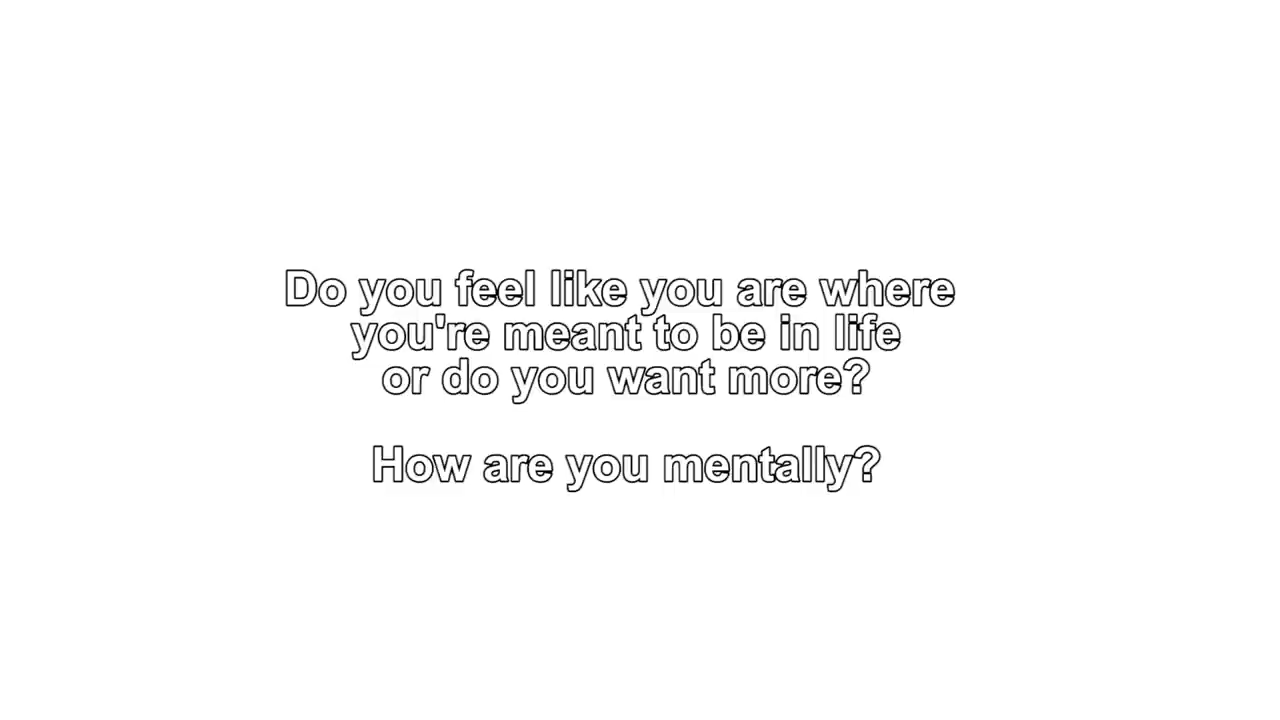 Do you feel like you are where
you're meant to be in life
or do you want more?
How are you mentally?